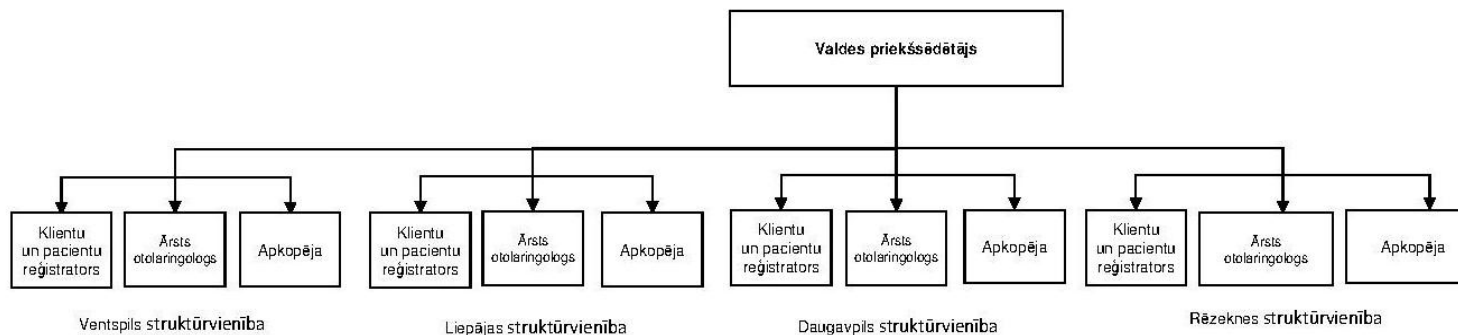 Valdes priekšsēdētājs
Klientu
un pacientu
reģistrators
Ārsts
otolaringologs
Apkopēja
Klientu
un pacientu
reģistrators
Ārsts
otolaringologs
Apkopēja
Klientu
un pacientu
reģistrators
Ārsts
otolaringologs
Apkopēja
Klientu
un pacientu
reģistrators
Ārsts
otolaringologs
Apkopēja
Ventspils struktūrvienība
Liepājas struktūrvienība
Daugavpils struktūrvienība
Rēzeknes struktūrvienība